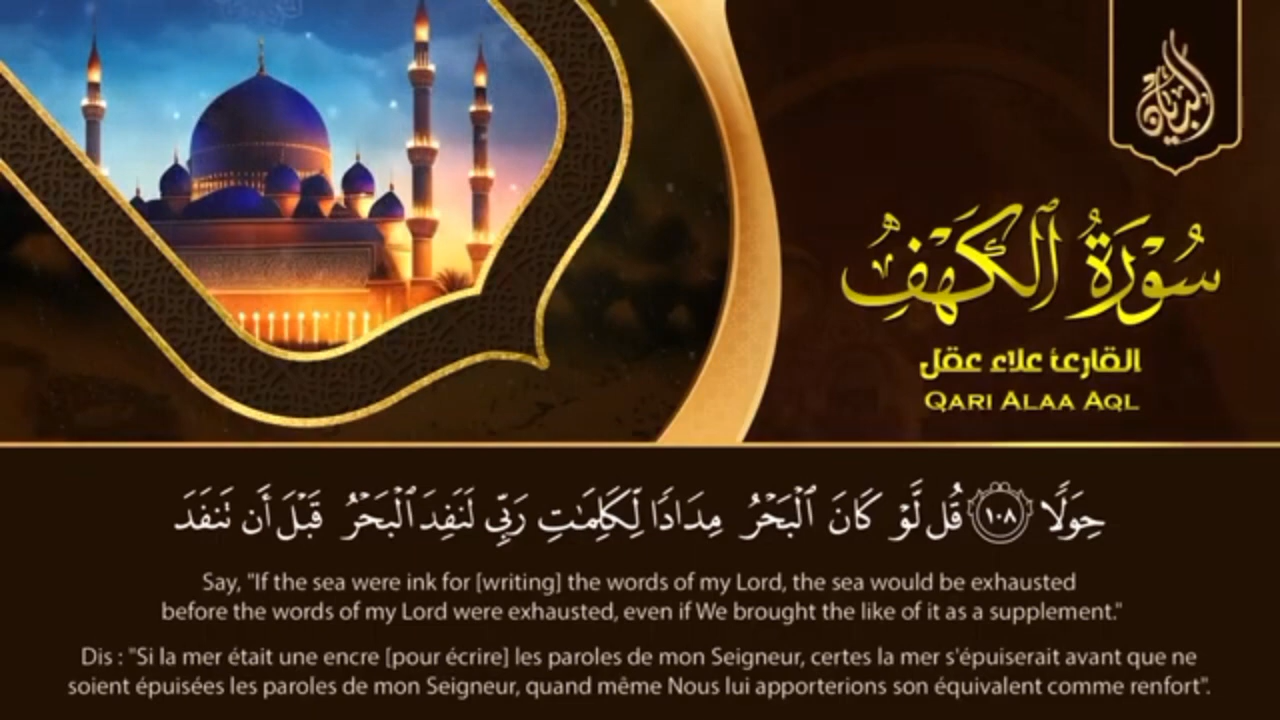 البيان
سُورَةُ ٱلْكَهْفِ
القارئ علاء عقل
QARI ALAA AQL
حِوَلًا ١٠٨ قُل لَّوْ كَانَ ٱلْبَحْرُ مِدَادًا لِّكَلِمَٰتِ رَبِّى لَنَفِدَ ٱلْبَحْرُ قَبْلَ أَن تَنفَدَ
Say, "If the sea were ink for [writing] the words of my Lord, the sea would be exhausted
before the words of my Lord were exhausted, even if We brought the like of it as a supplement."
Dis : "Si la mer était une encre [pour écrire] les paroles de mon Seigneur, certes la mer s'épuiserait avant que ne
soient épuisées les paroles de mon Seigneur, quand même Nous lui apporterions son équivalent comme renfort".